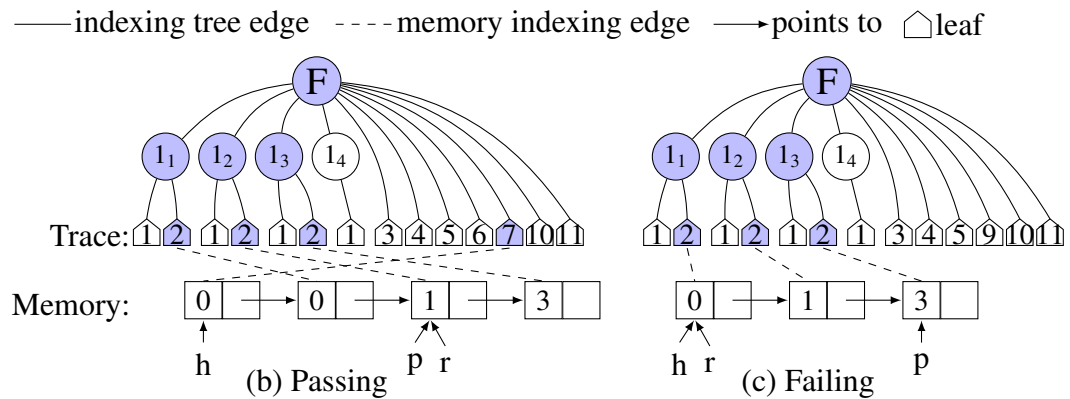 indexing tree edge memory indexing edge points to leaf
F F
1₁ 1₂ 1₃ 1₄ 1₁ 1₂ 1₃ 1₄
Trace: 1 2 1 2 1 2 1 3 4 5 6 7 10 11 1 2 1 2 1 2 1 3 4 5 9 10 11
Memory: 0 0 1 3 0 1 3
h p r h r p
(b) Passing (c) Failing